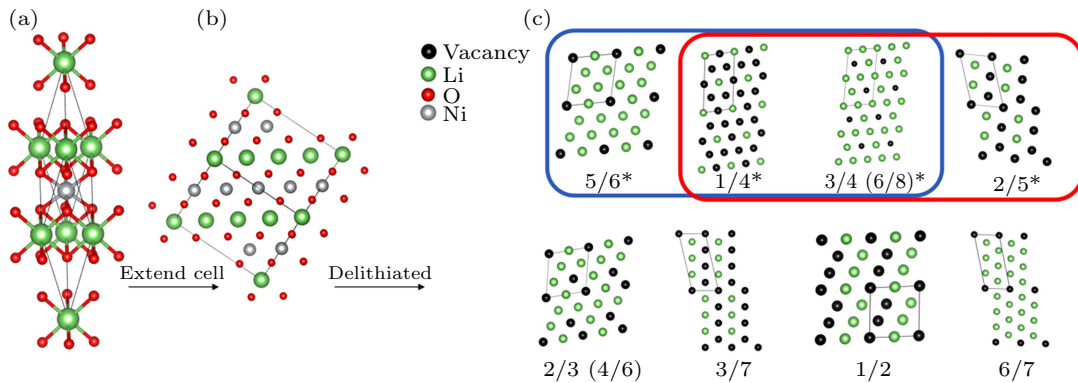 (a)
(b)
(c)
Vacancy
Li
O
Ni
Extend cell
Delithiated
5/6*
1/4*
3/4 (6/8)*
2/5*
2/3 (4/6)
3/7
1/2
6/7